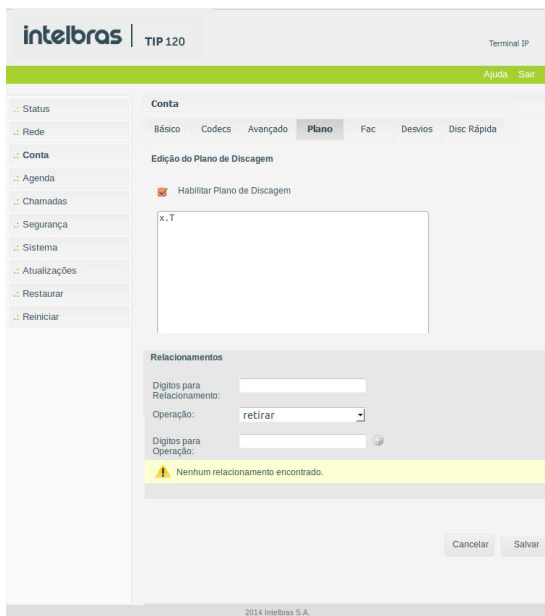 intelbras TIP 120
Terminal IP
Ajuda Sair
.: Status
.: Rede
.: Conta
.: Agenda
.: Chamadas
.: Segurança
.: Sistema
.: Atualizações
.: Restaurar
.: Reiniciar
Conta
Básico Codecs Avançado Plano Fac Desvios Disc Rápida
Edição do Plano de Discagem
Habilitar Plano de Discagem
x.T
Relacionamentos
Dígitos para
Relacionamento:
Operação: retirar
Dígitos para
Operação:
Nenhum relacionamento encontrado.
Cancelar Salvar
2014 Intelbras S.A.